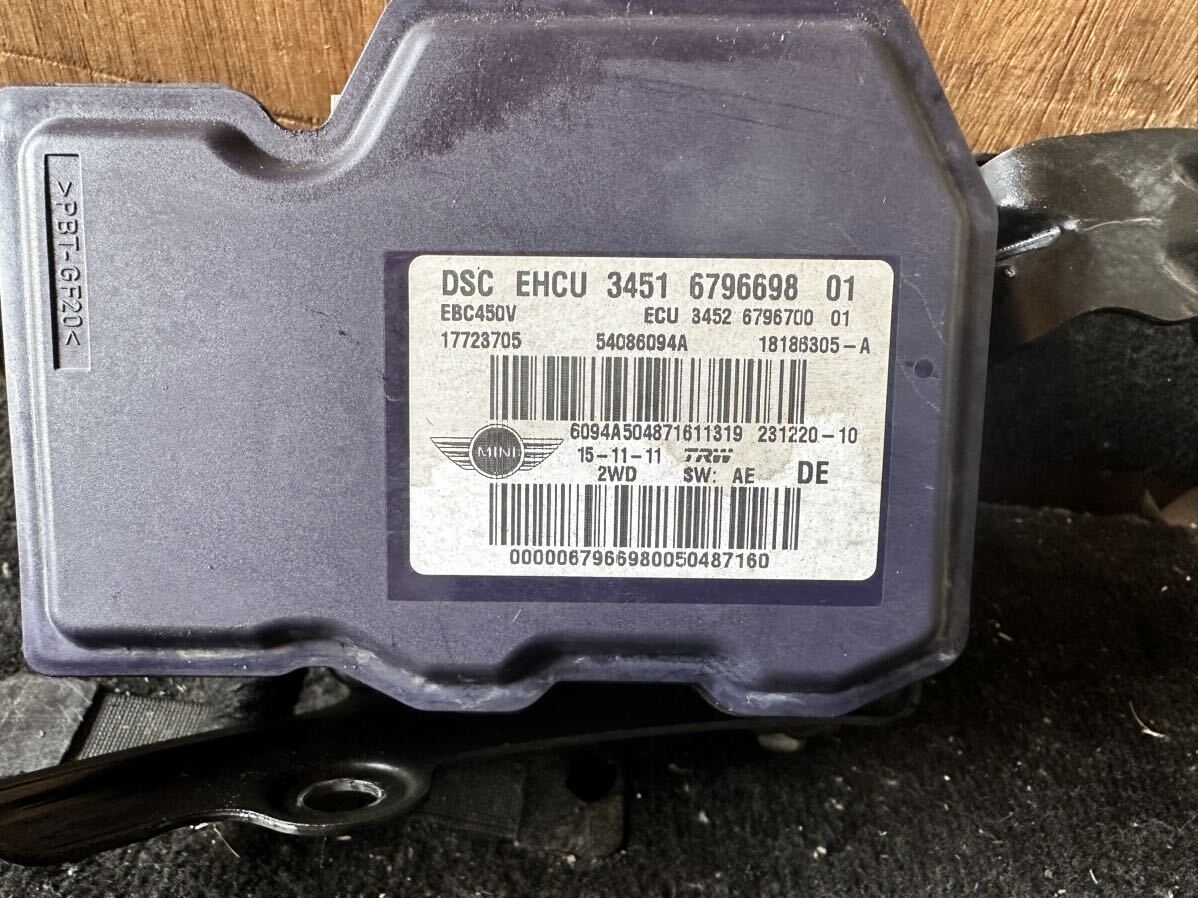 >PBT-GF20<
DSC EHCU 3451 6796698 01
EBC450V ECU 3452 6796700 01
17723705 54086094A 18186305-A
6094A504871611319 231220-10
MINI 15-11-11 TRW
2WD SW: AE DE
0000067966980050487160